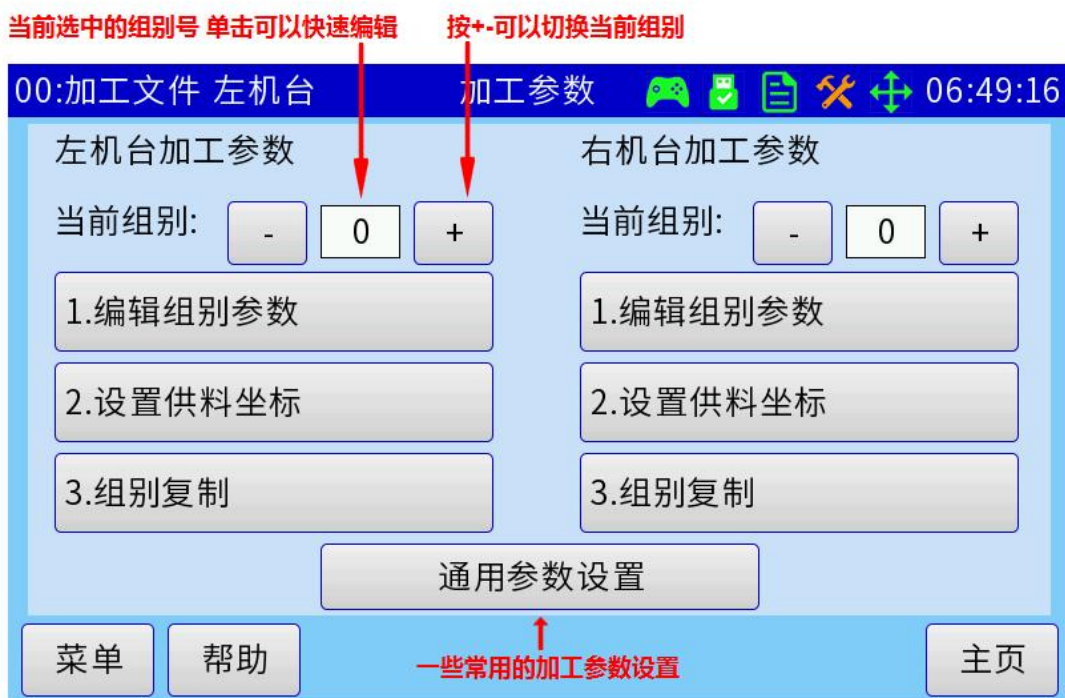 当前选中的组别号 单击可以快速编辑 按+-可以切换当前组别
00:加工文件 左机台 加工参数 06:49:16
左机台加工参数 右机台加工参数
当前组别: - 0 + 当前组别: - 0 +
1.编辑组别参数 1.编辑组别参数
2.设置供料坐标 2.设置供料坐标
3.组别复制 3.组别复制
通用参数设置
菜单 帮助 一些常用的加工参数设置 主页